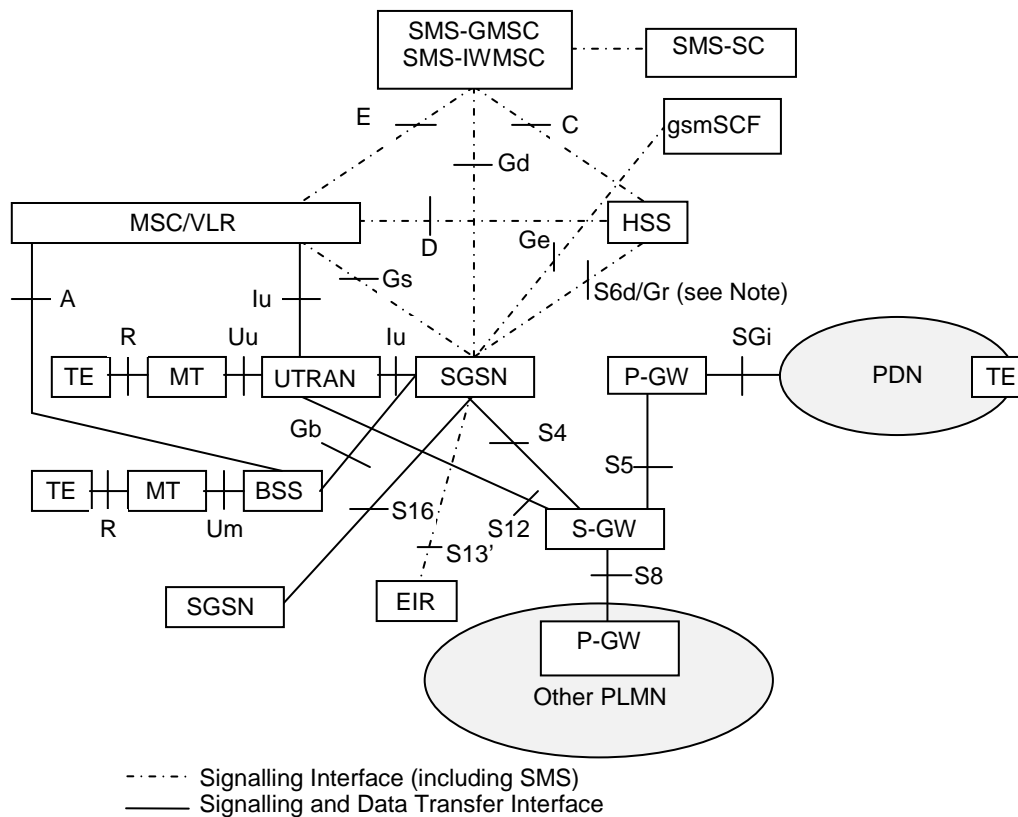 SMS-GMSC
SMS-IWMSC
SMS-SC
E
C
gsmSCF
Gd
MSC/VLR
HSS
D
Ge
Gs
S6d/Gr (see Note)
A
Iu
R
Uu
Iu
SGi
TE
MT
UTRAN
SGSN
P-GW
PDN
TE
Gb
S4
S5
TE
MT
BSS
R
Um
S16
S12
S-GW
S13’
S8
SGSN
EIR
P-GW
Other PLMN
Signalling Interface (including SMS)
Signalling and Data Transfer Interface